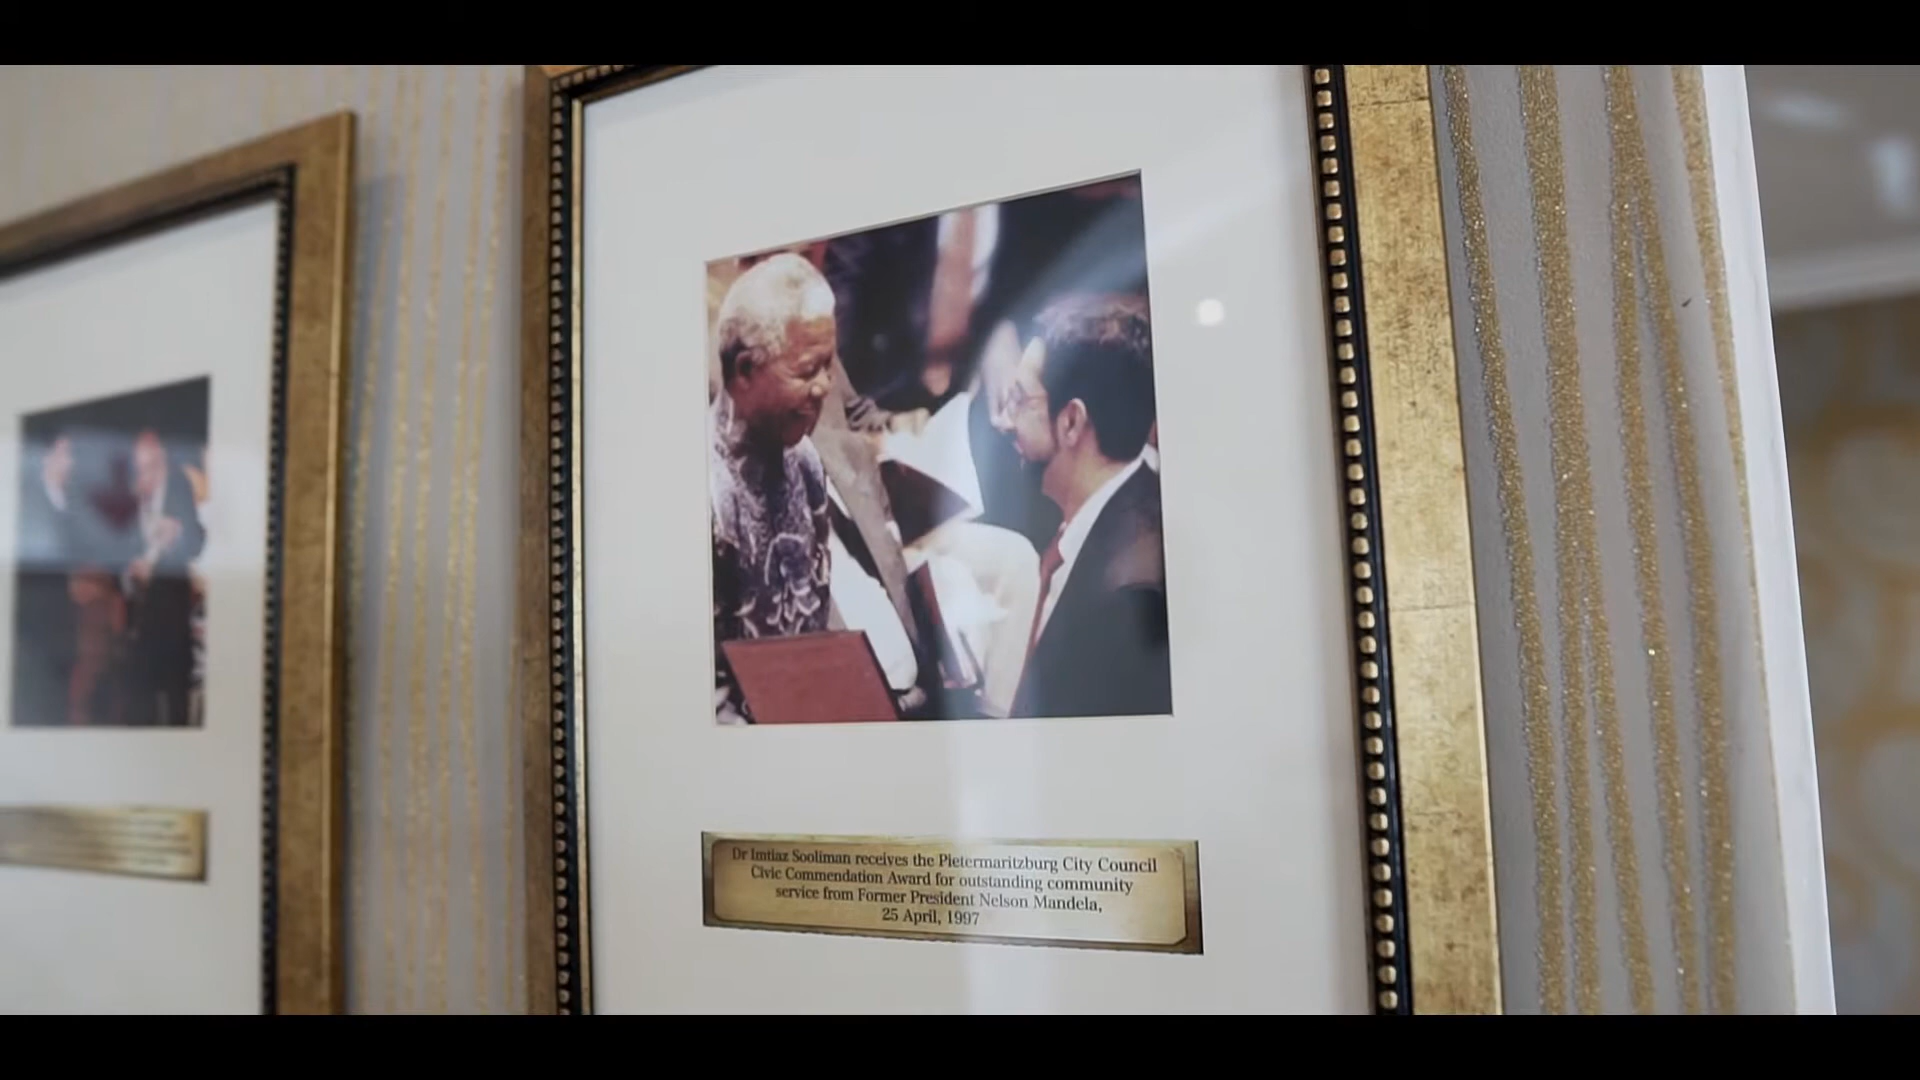 Dr Imtiaz Sooliman receives the Pietermaritzburg City Council
Civic Commendation Award for outstanding community
service from Former President Nelson Mandela,
25 April, 1997